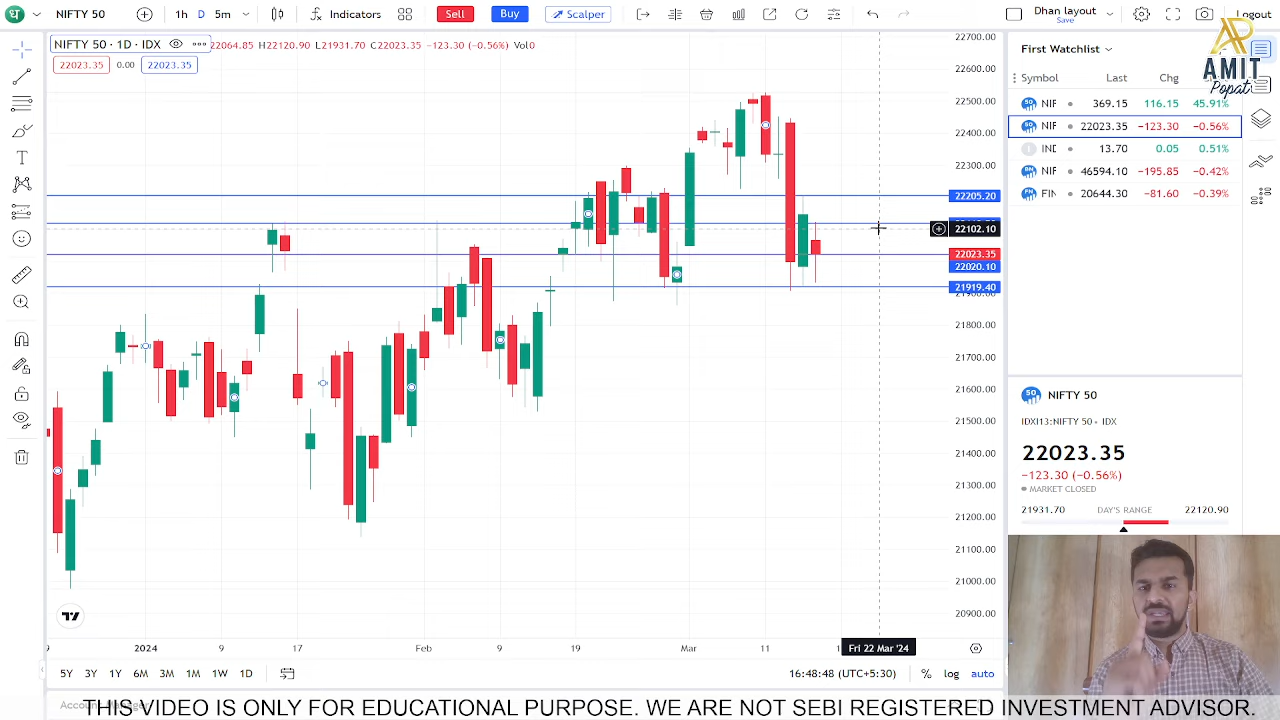 धन NIFTY 50 1h D 5m Indicators Sell Buy Scalper Dhan layout Save Logout
NIFTY 50 · 1D · IDX 22064.85 H22120.90 L21931.70 C22023.35 −123.30 (−0.56%) Vol0
22023.35 0.00 22023.35
22700.00
22600.00
22500.00
22400.00
22300.00
22205.20
22102.10
22023.35
22020.10
21919.40
21800.00
21700.00
21600.00
21500.00
21400.00
21300.00
21200.00
21100.00
21000.00
20900.00
2024 9 17 Feb 9 19 Mar 11 Fri 22 Mar '24
5Y 3Y 1Y 6M 3M 1M 1W 1D 16:48:48 (UTC+5:30) % log auto
First Watchlist
Symbol Last Chg
NIF 369.15 116.15 45.91%
50 NIF 22023.35 −123.30 −0.56%
IND 13.70 0.05 0.51%
NIF 46594.10 −195.85 −0.42%
FIN 20644.30 −81.60 −0.39%
AP
AMIT
Popat
50 NIFTY 50
IDXI13:NIFTY 50 • IDX
22023.35
−123.30 (−0.56%)
MARKET CLOSED
21931.70 DAY'S RANGE 22120.90
THIS VIDEO IS ONLY FOR EDUCATIONAL PURPOSE. WE ARE NOT SEBI REGISTERED INVESTMENT ADVISOR.